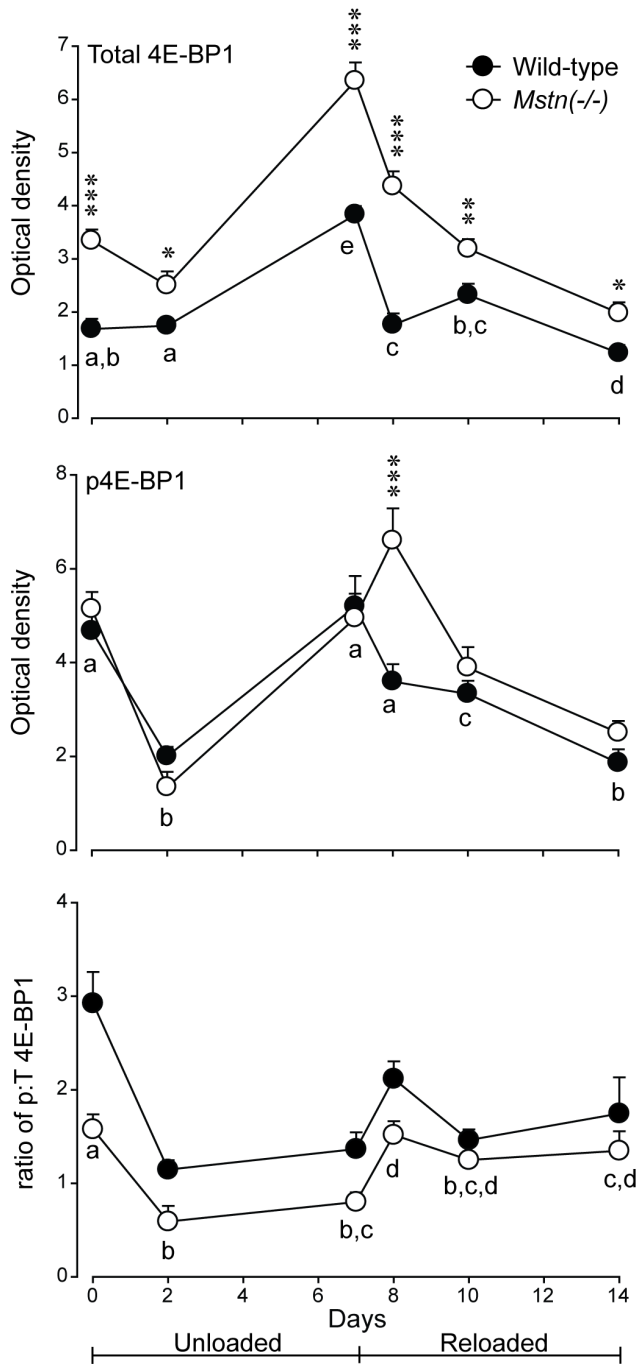 Total 4E-BP1
Wild-type
Mstn(-/-)
Optical density
7
6
5
4
3
2
1
0
***
*
***
***
**
*
a,b
a
e
c
b,c
d
p4E-BP1
Optical density
8
6
4
2
0
***
a
b
a
a
c
b
ratio of p:T 4E-BP1
4
3
2
1
0
a
b
b,c
d
b,c,d
c,d
0 2 4 6 8 10 12 14
Days
Unloaded Reloaded